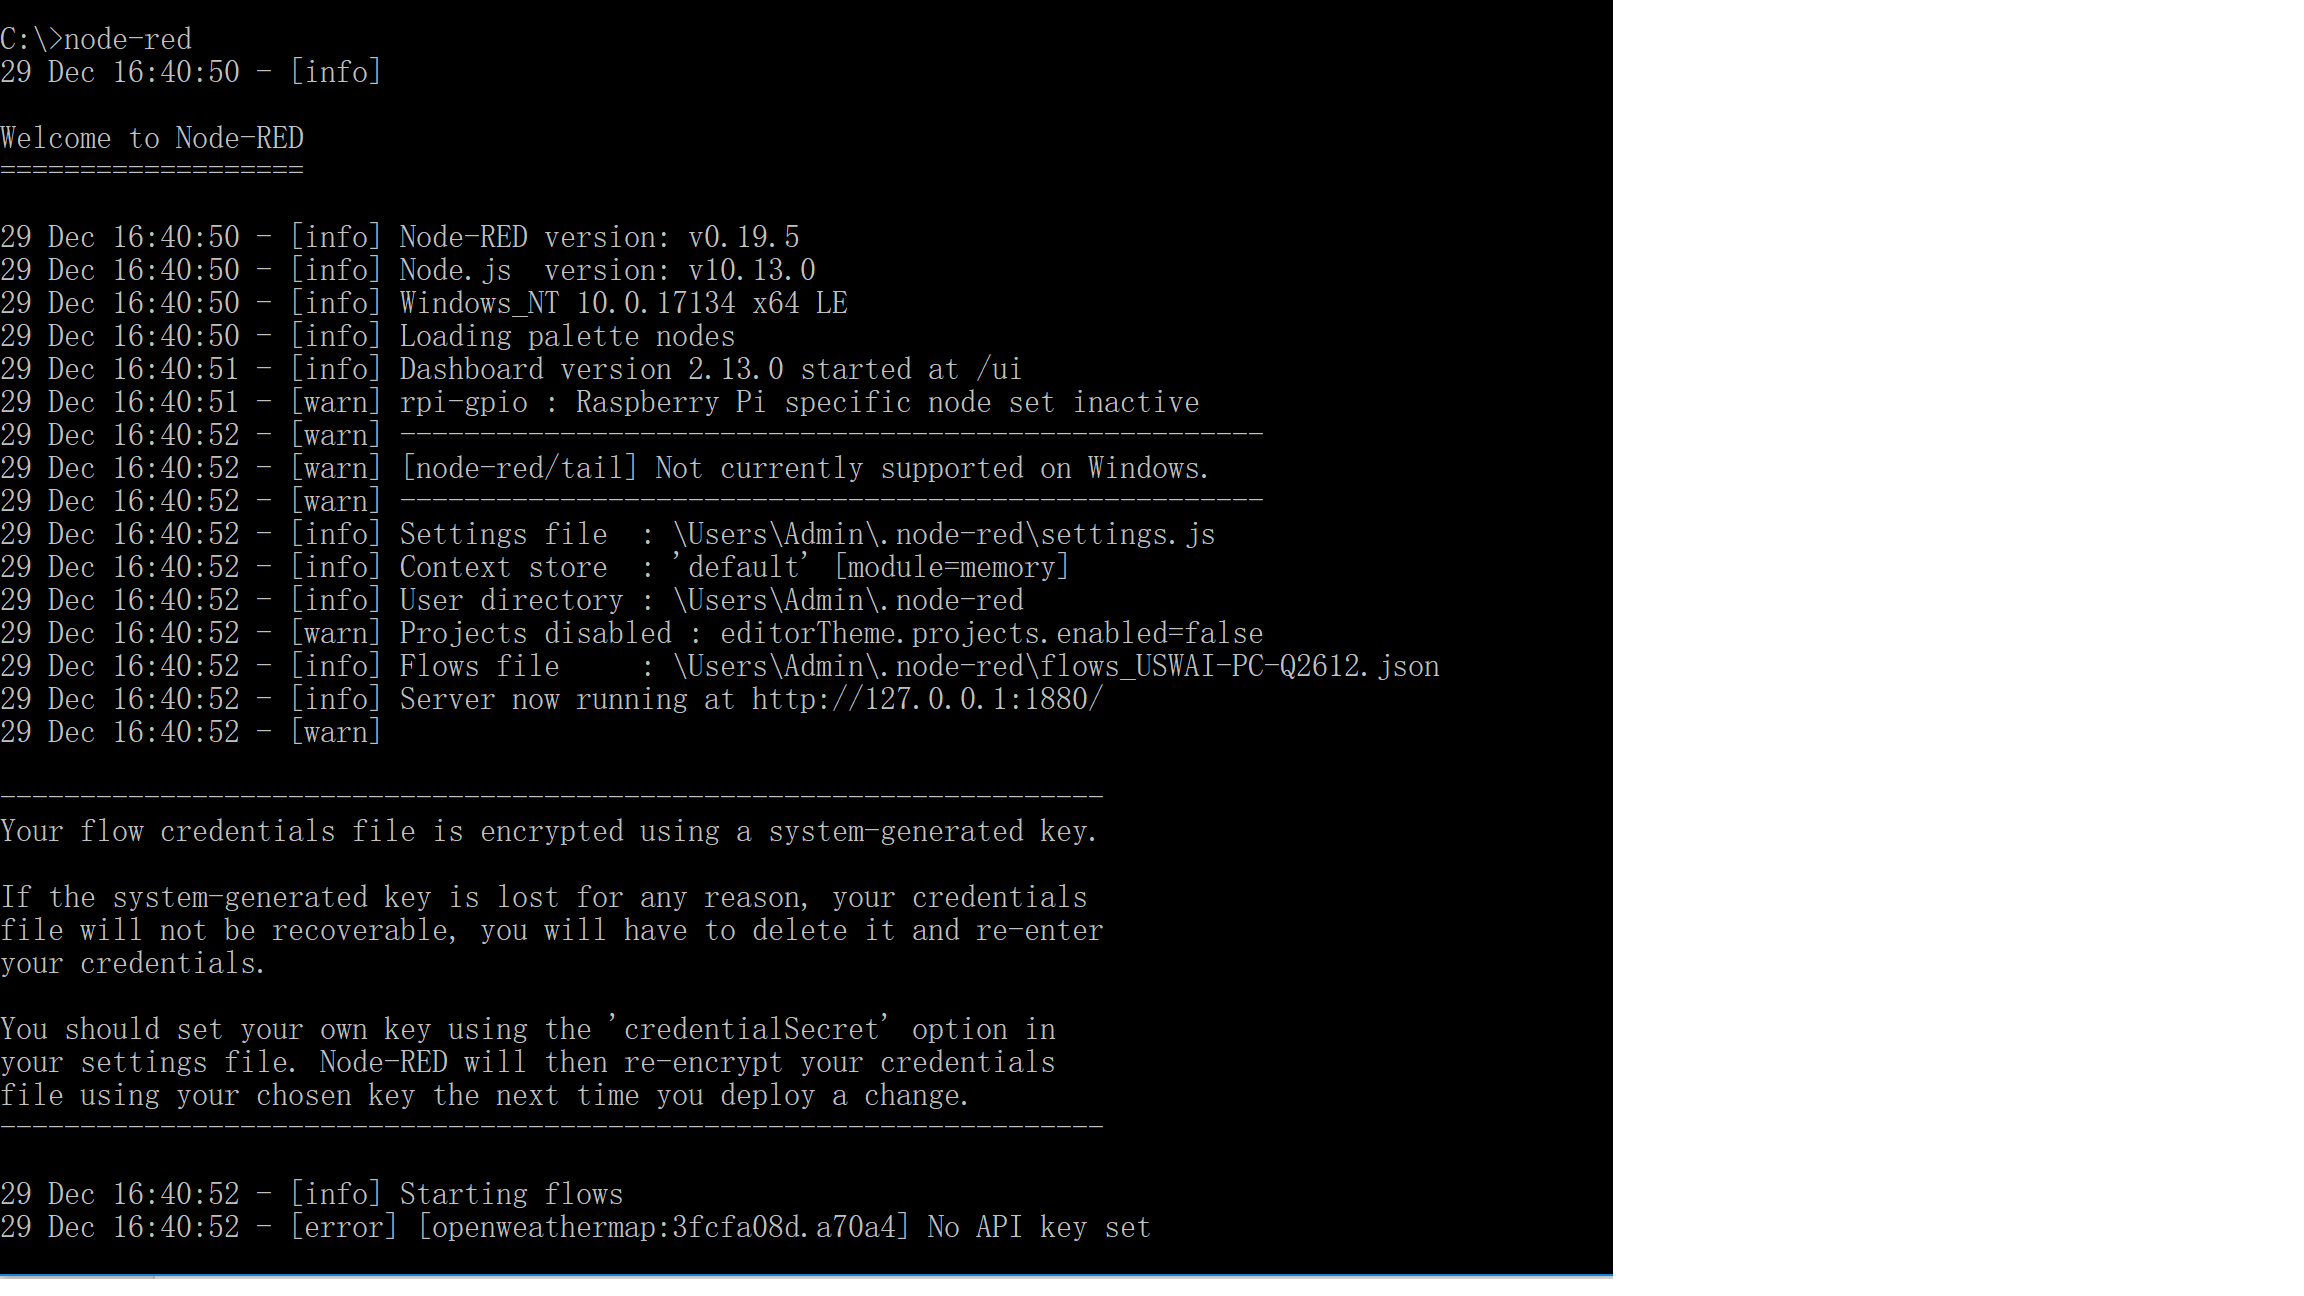 C:\>node-red
29 Dec 16:40:50 - [info]
Welcome to Node-RED
===================
29 Dec 16:40:50 - [info] Node-RED version: v0.19.5
29 Dec 16:40:50 - [info] Node.js  version: v10.13.0
29 Dec 16:40:50 - [info] Windows_NT 10.0.17134 x64 LE
29 Dec 16:40:50 - [info] Loading palette nodes
29 Dec 16:40:51 - [info] Dashboard version 2.13.0 started at /ui
29 Dec 16:40:51 - [warn] rpi-gpio : Raspberry Pi specific node set inactive
29 Dec 16:40:52 - [warn] ------------------------------------------------------
29 Dec 16:40:52 - [warn] [node-red/tail] Not currently supported on Windows.
29 Dec 16:40:52 - [warn] ------------------------------------------------------
29 Dec 16:40:52 - [info] Settings file  : \Users\Admin\.node-red\settings.js
29 Dec 16:40:52 - [info] Context store  : 'default' [module=memory]
29 Dec 16:40:52 - [info] User directory : \Users\Admin\.node-red
29 Dec 16:40:52 - [warn] Projects disabled : editorTheme.projects.enabled=false
29 Dec 16:40:52 - [info] Flows file     : \Users\Admin\.node-red\flows_USWAI-PC-Q2612.json
29 Dec 16:40:52 - [info] Server now running at http://127.0.0.1:1880/
29 Dec 16:40:52 - [warn]
---------------------------------------------------------------------
Your flow credentials file is encrypted using a system-generated key.
If the system-generated key is lost for any reason, your credentials
file will not be recoverable, you will have to delete it and re-enter
your credentials.
You should set your own key using the 'credentialSecret' option in
your settings file. Node-RED will then re-encrypt your credentials
file using your chosen key the next time you deploy a change.
---------------------------------------------------------------------
29 Dec 16:40:52 - [info] Starting flows
29 Dec 16:40:52 - [error] [openweathermap:3fcfa08d.a70a4] No API key set